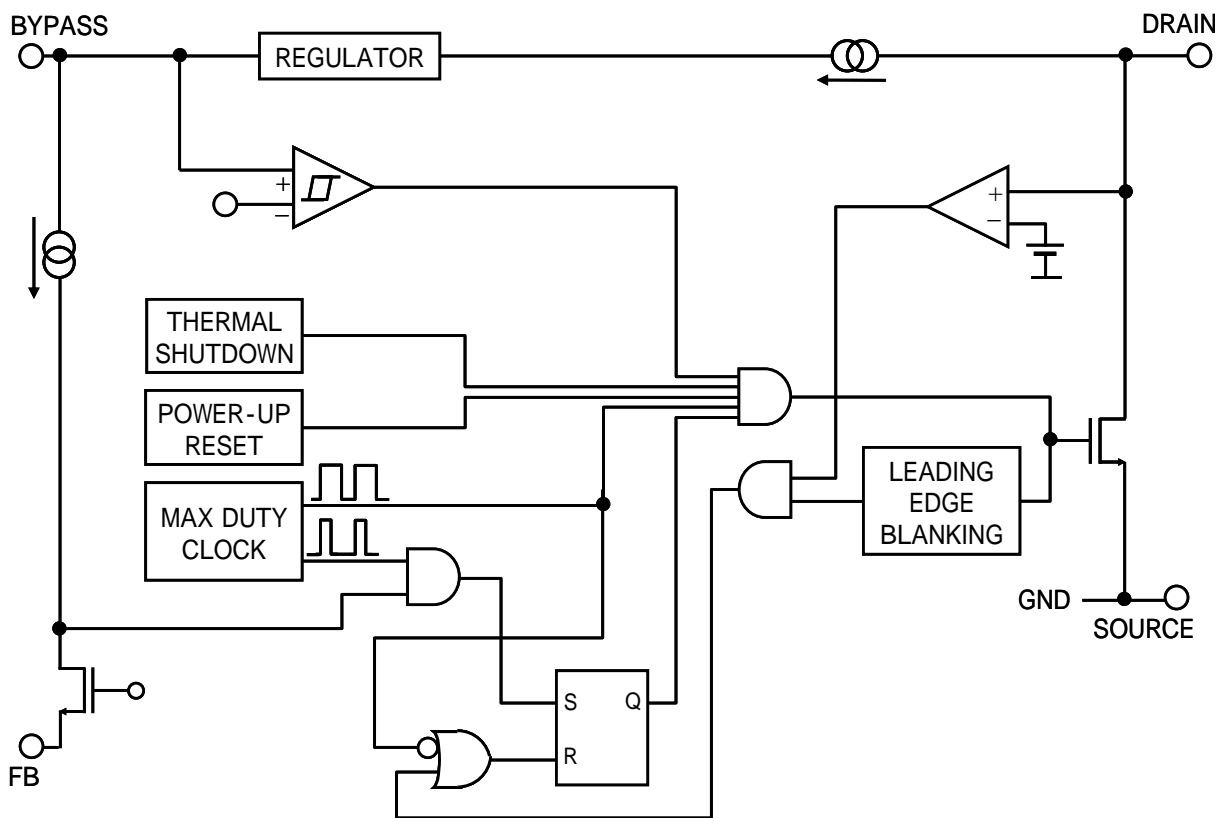 BYPASS
DRAIN
REGULATOR
+
−
+
−
THERMAL
SHUTDOWN
POWER-UP
RESET
MAX DUTY
CLOCK
LEADING
EDGE
BLANKING
GND
SOURCE
S
Q
R
FB